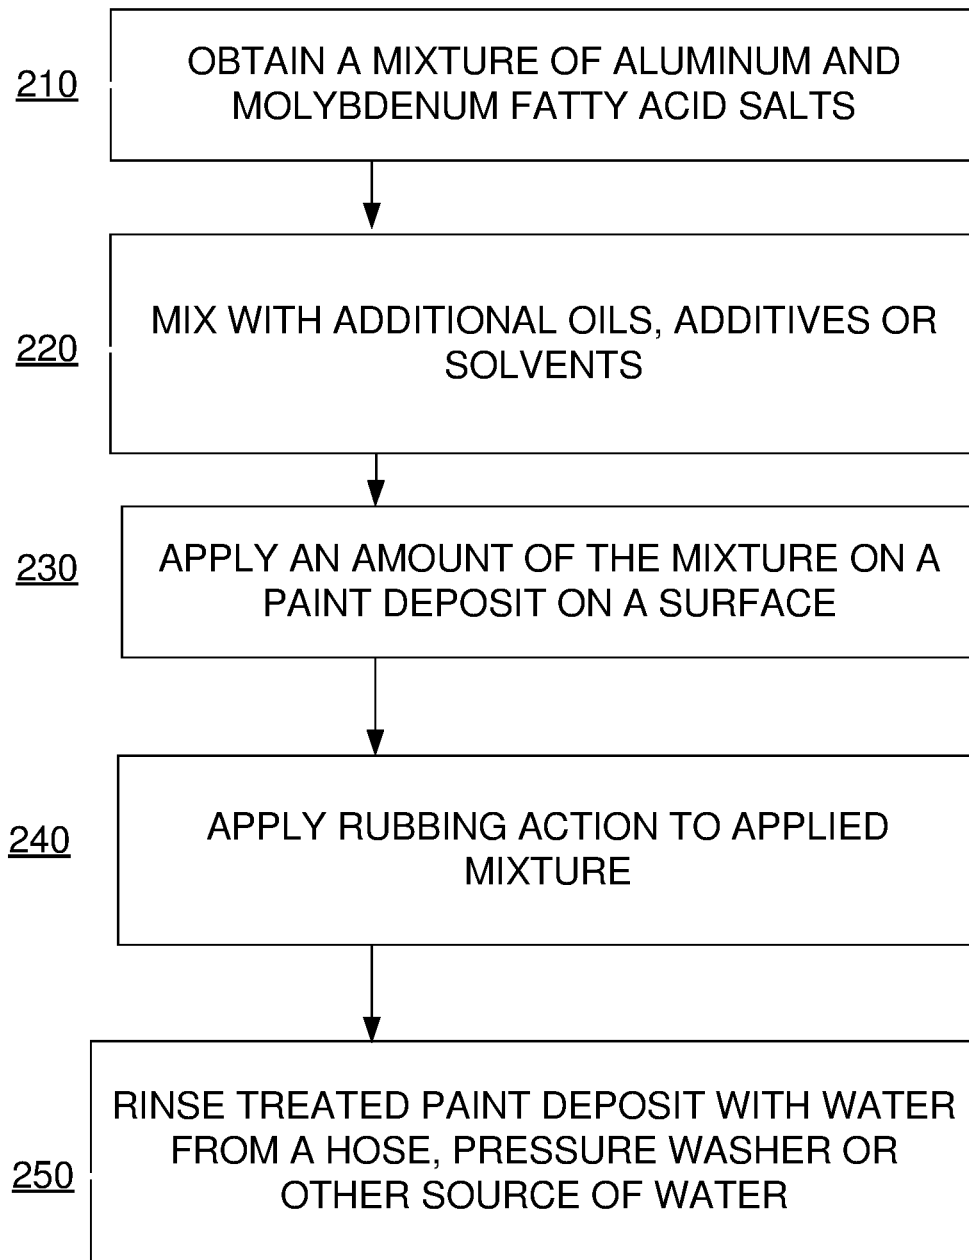 210
OBTAIN A MIXTURE OF ALUMINUM AND
MOLYBDENUM FATTY ACID SALTS
220
MIX WITH ADDITIONAL OILS, ADDITIVES OR
SOLVENTS
230
APPLY AN AMOUNT OF THE MIXTURE ON A
PAINT DEPOSIT ON A SURFACE
240
APPLY RUBBING ACTION TO APPLIED
MIXTURE
250
RINSE TREATED PAINT DEPOSIT WITH WATER
FROM A HOSE, PRESSURE WASHER OR
OTHER SOURCE OF WATER